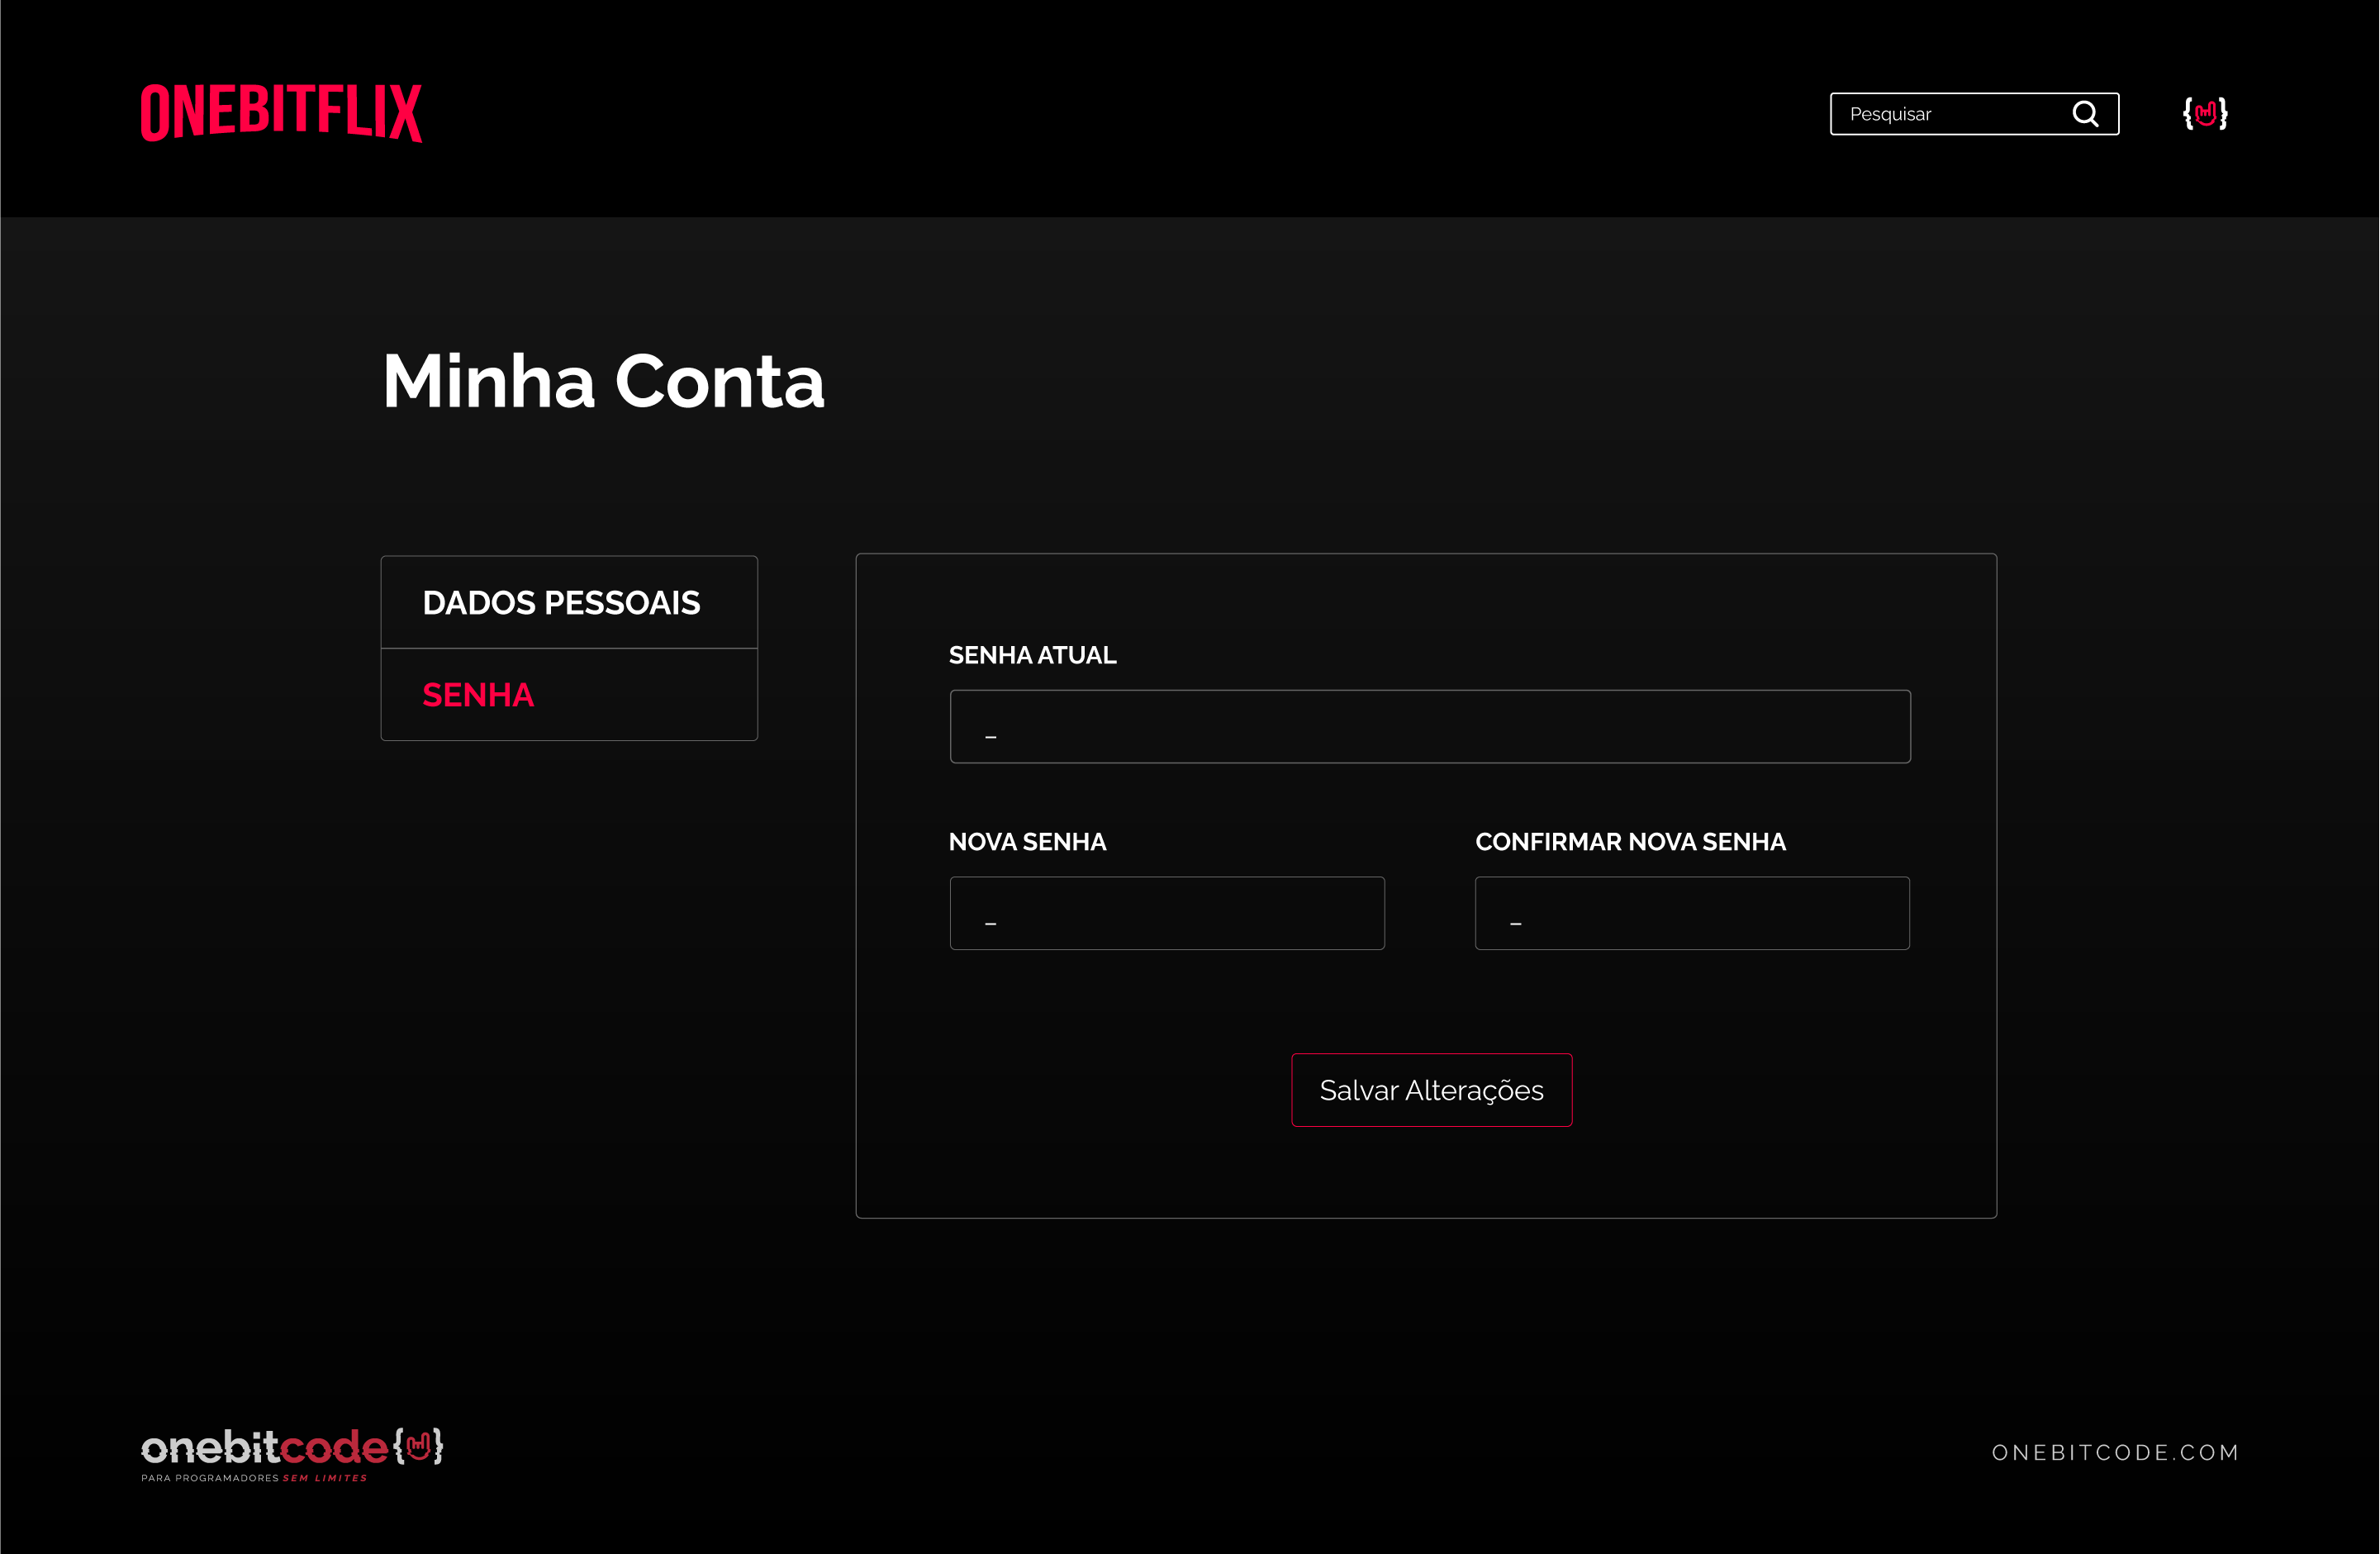 ONEBITFLIX
Pesquisar
Minha Conta
DADOS PESSOAIS
SENHA
SENHA ATUAL
_
NOVA SENHA
_
CONFIRMAR NOVA SENHA
_
Salvar Alterações
onebitcode{ }
PARA PROGRAMADORES SEM LIMITES
ONEBITCODE.COM